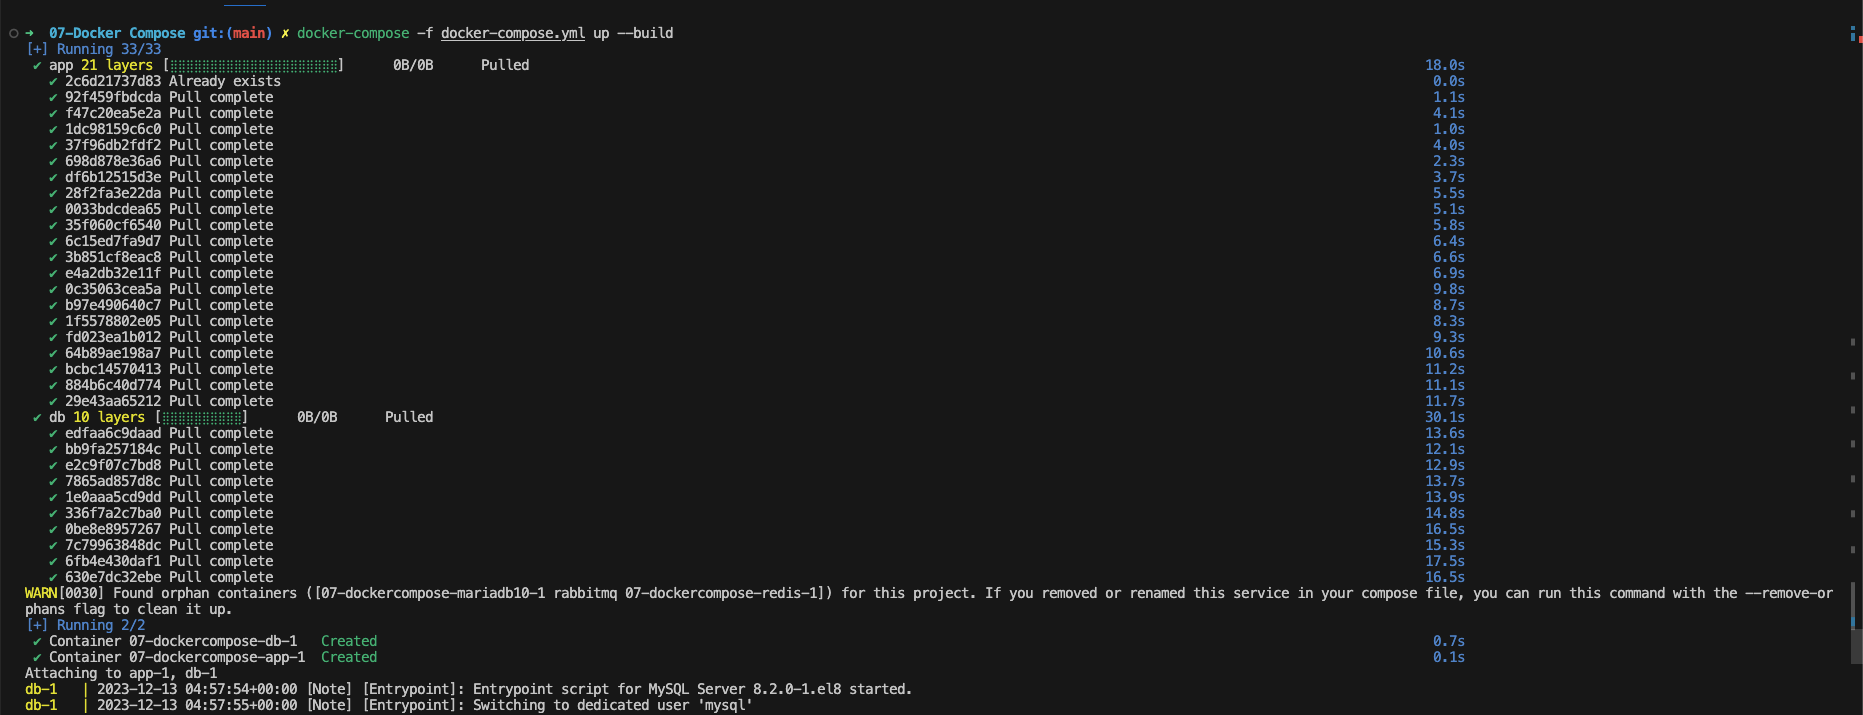 ➜ 07-Docker Compose git:(main) ✗ docker-compose -f docker-compose.yml up --build
[+] Running 33/33
✔ app 21 layers [⣿⣿⣿⣿⣿⣿⣿⣿⣿⣿⣿⣿⣿⣿⣿⣿⣿⣿⣿⣿⣿] 0B/0B Pulled 18.0s
✔ 2c6d21737d83 Already exists 0.0s
✔ 92f459fbdcda Pull complete 1.1s
✔ f47c20ea5e2a Pull complete 4.1s
✔ 1dc98159c6c0 Pull complete 1.0s
✔ 37f96db2fdf2 Pull complete 4.0s
✔ 698d878e36a6 Pull complete 2.3s
✔ df6b12515d3e Pull complete 3.7s
✔ 28f2fa3e22da Pull complete 5.5s
✔ 0033bdcdea65 Pull complete 5.1s
✔ 35f060cf6540 Pull complete 5.8s
✔ 6c15ed7fa9d7 Pull complete 6.4s
✔ 3b851cf8eac8 Pull complete 6.6s
✔ e4a2db32e11f Pull complete 6.9s
✔ 0c35063cea5a Pull complete 9.8s
✔ b97e490640c7 Pull complete 8.7s
✔ 1f5578802e05 Pull complete 8.3s
✔ fd023ea1b012 Pull complete 9.3s
✔ 64b89ae198a7 Pull complete 10.6s
✔ bcbc14570413 Pull complete 11.2s
✔ 884b6c40d774 Pull complete 11.1s
✔ 29e43aa65212 Pull complete 11.7s
✔ db 10 layers [⣿⣿⣿⣿⣿⣿⣿⣿⣿⣿] 0B/0B Pulled 30.1s
✔ edfaa6c9daad Pull complete 13.6s
✔ bb9fa257184c Pull complete 12.1s
✔ e2c9f07c7bd8 Pull complete 12.9s
✔ 7865ad857d8c Pull complete 13.7s
✔ 1e0aaa5cd9dd Pull complete 13.9s
✔ 336f7a2c7ba0 Pull complete 14.8s
✔ 0be8e8957267 Pull complete 16.5s
✔ 7c79963848dc Pull complete 15.3s
✔ 6fb4e430daf1 Pull complete 17.5s
✔ 630e7dc32ebe Pull complete 16.5s
WARN[0030] Found orphan containers ([07-dockercompose-mariadb10-1 rabbitmq 07-dockercompose-redis-1]) for this project. If you removed or renamed this service in your compose file, you can run this command with the --remove-or
phans flag to clean it up.
[+] Running 2/2
✔ Container 07-dockercompose-db-1 Created 0.7s
✔ Container 07-dockercompose-app-1 Created 0.1s
Attaching to app-1, db-1
db-1 | 2023-12-13 04:57:54+00:00 [Note] [Entrypoint]: Entrypoint script for MySQL Server 8.2.0-1.el8 started.
db-1 | 2023-12-13 04:57:55+00:00 [Note] [Entrypoint]: Switching to dedicated user 'mysql'